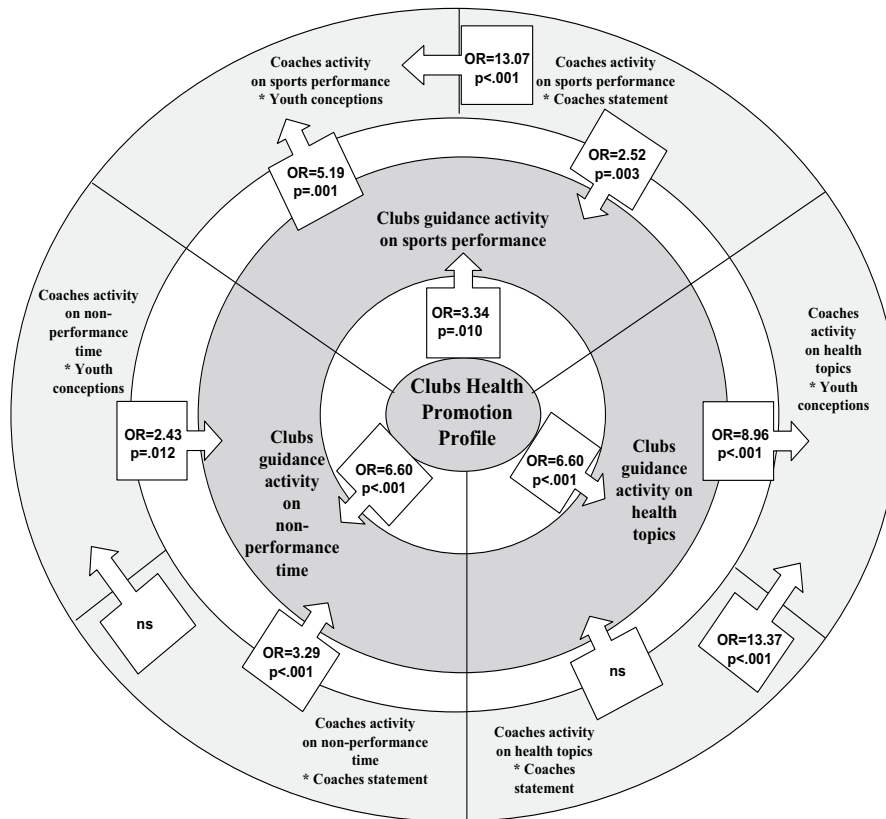 OR=13.07
p<.001
Coaches activity
on sports performance
* Youth conceptions
Coaches activity
on sports performance
* Coaches statement
OR=5.19
p=.001
OR=2.52
p=.003
Clubs guidance activity
on sports performance
OR=3.34
p=.010
Coaches activity
on non-
performance
time
* Youth
conceptions
Coaches
activity
on health
topics
* Youth
conceptions
Clubs Health
Promotion
Profile
OR=2.43
p=.012
Clubs
guidance
activity
on
non-
performance
time
OR=6.60
p<.001
OR=6.60
p<.001
Clubs
guidance
activity on
health
topics
OR=8.96
p<.001
ns
OR=3.29
p<.001
ns
OR=13.37
p<.001
Coaches activity
on non-performance
time
* Coaches statement
Coaches activity
on health topics
* Coaches
statement